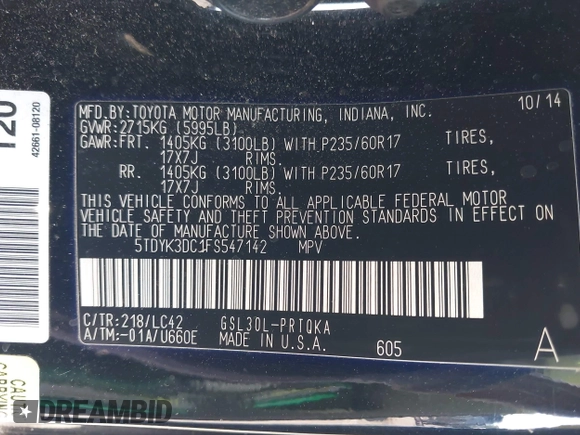 MFD.BY:TOYOTA MOTOR MANUFACTURING, INDIANA, INC. 10/14
GVWR:2715KG (5995LB)
GAWR:FRT. 1405KG (3100LB) WITH P235/60R17 TIRES,
17X7J RIMS.
RR. 1405KG (3100LB) WITH P235/60R17 TIRES,
17X7J RIMS.
THIS VEHICLE CONFORMS TO ALL APPLICABLE FEDERAL MOTOR
VEHICLE SAFETY AND THEFT PREVENTION STANDARDS IN EFFECT ON
THE DATE OF MANUFACTURE SHOWN ABOVE.
5TDYK3DC1FS547142 MPV
C/TR:218/LC42 GSL30L-PRTQKA
A/TM:-01A/U660E MADE IN U.S.A. 605 A
120
42661-08120
DREAMBID